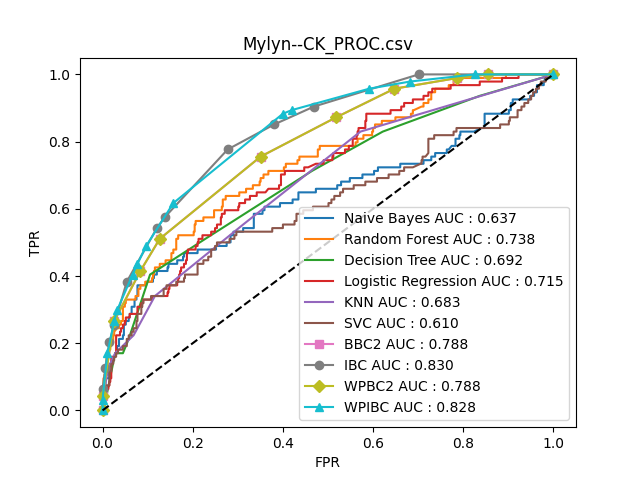 Mylyn--CK_PROC.csv
TPR
1.0
0.8
0.6
0.4
0.2
0.0
Naive Bayes AUC : 0.637
Random Forest AUC : 0.738
Decision Tree AUC : 0.692
Logistic Regression AUC : 0.715
KNN AUC : 0.683
SVC AUC : 0.610
BBC2 AUC : 0.788
IBC AUC : 0.830
WPBC2 AUC : 0.788
WPIBC AUC : 0.828
0.0 0.2 0.4 0.6 0.8 1.0
FPR